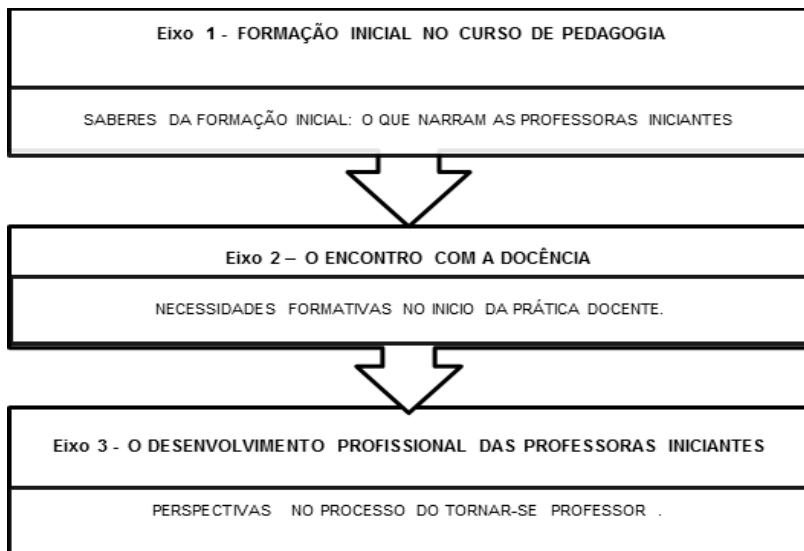 Eixo 1 - FORMAÇÃO INICIAL NO CURSO DE PEDAGOGIA
SABERES DA FORMAÇÃO INICIAL: O QUE NARRAM AS PROFESSORAS INICIANTES
Eixo 2 – O ENCONTRO COM A DOCÊNCIA
NECESSIDADES FORMATIVAS NO INICIO DA PRÁTICA DOCENTE.
Eixo 3 - O DESENVOLVIMENTO PROFISSIONAL DAS PROFESSORAS INICIANTES
PERSPECTIVAS NO PROCESSO DO TORNAR-SE PROFESSOR .